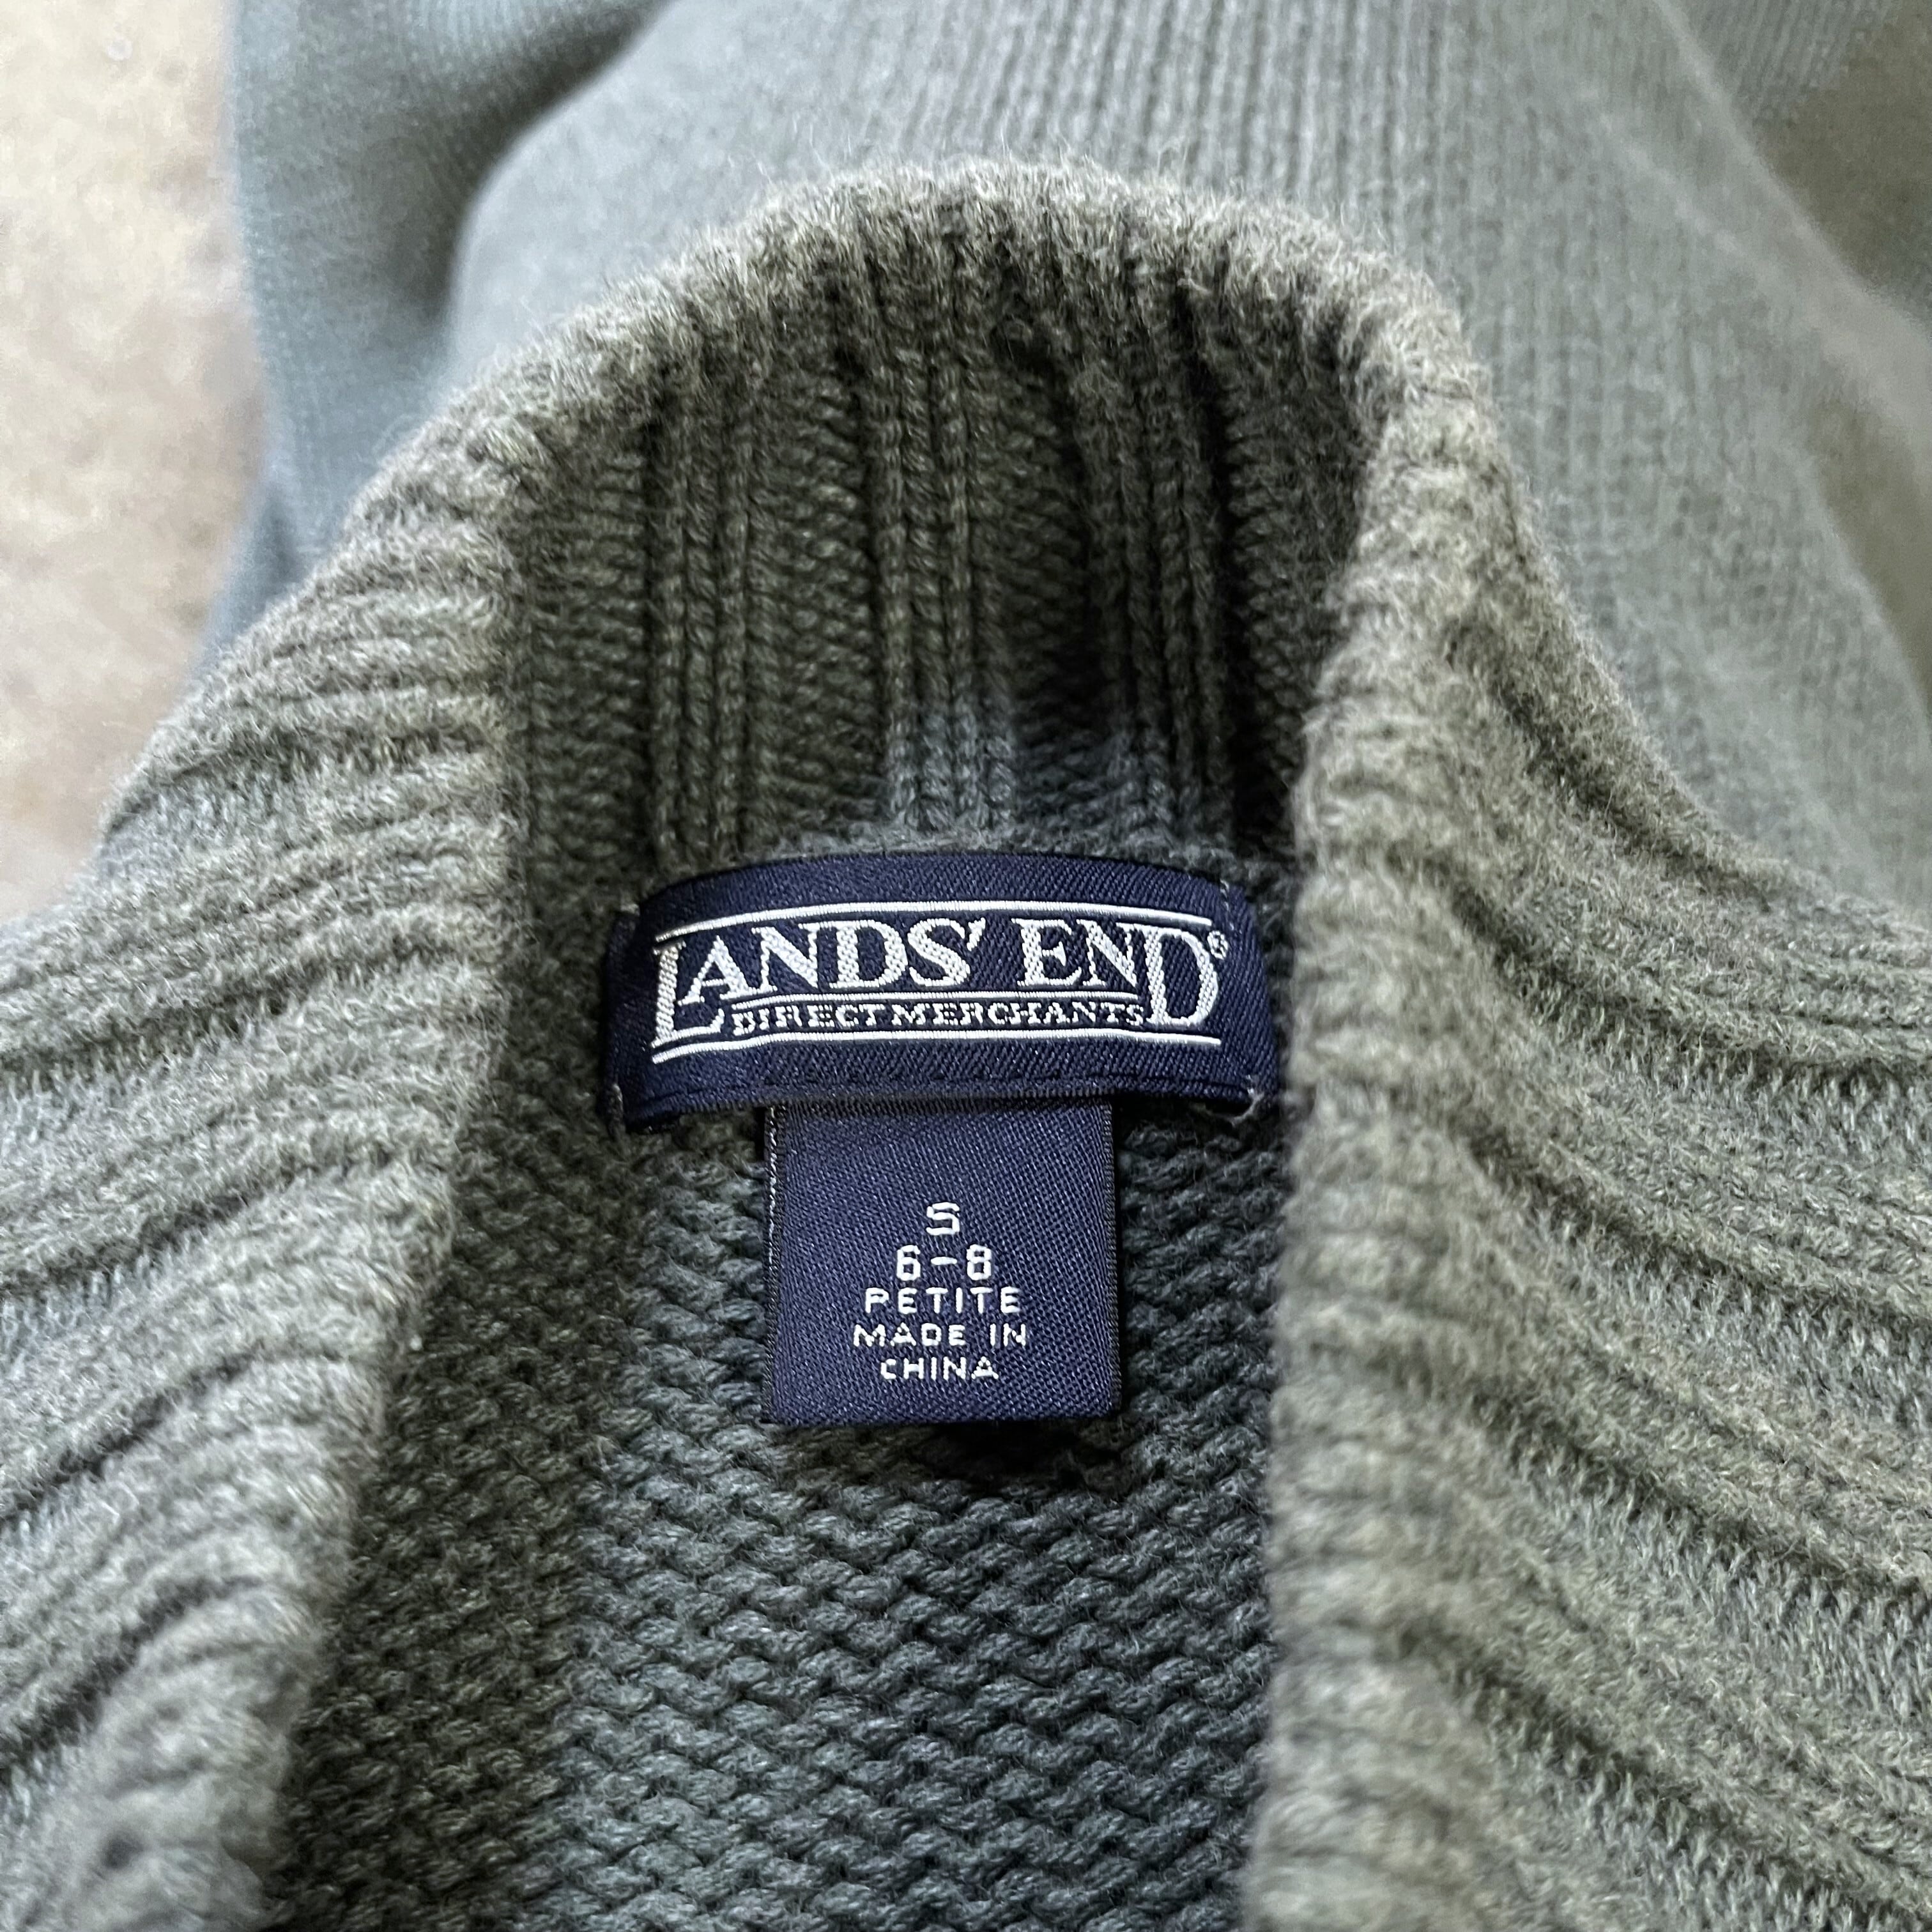 LANDS' END®
DIRECT MERCHANTS
S
6-8
PETITE
MADE IN
CHINA